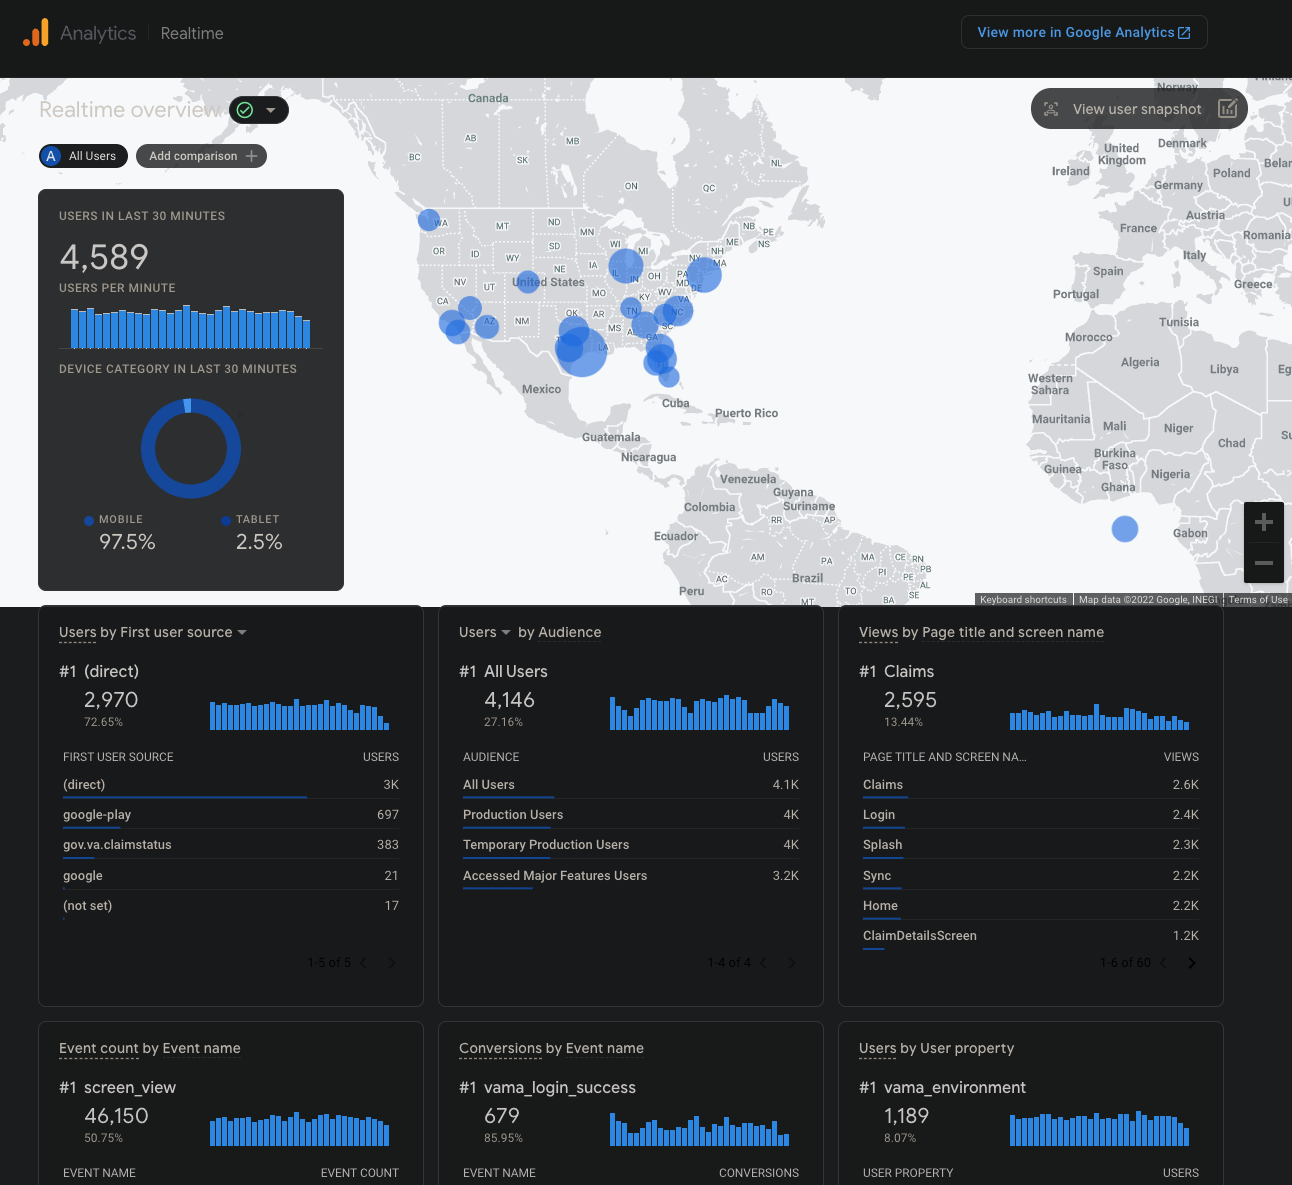 Analytics
Realtime
View more in Google Analytics
Realtime overview
View user snapshot
A All Users
Add comparison
USERS IN LAST 30 MINUTES
4,589
USERS PER MINUTE
DEVICE CATEGORY IN LAST 30 MINUTES
MOBILE
97.5%
TABLET
2.5%
Canada
AB
BC
SK
MB
ON
QC
NL
NB
PE
NS
ME
WA
MT
ND
MN
WI
MI
NH
NY
MA
OR
ID
WY
SD
IA
IL
IN
OH
PA
MD
DE
NV
UT
NE
United States
MO
KY
WV
VA
CA
AZ
NM
OK
AR
TN
NC
SC
MS
GA
LA
Mexico
Cuba
Puerto Rico
Guatemala
Nicaragua
Venezuela
Guyana
Suriname
Colombia
RR
AP
Ecuador
AM
PA
MA
CE
RN
PB
PI
PE
AL
AC
Brazil
TO
SE
Peru
RO
MT
BA
Norway
United Kingdom
Denmark
Ireland
Poland
Germany
Austria
France
Romania
Italy
Spain
Greece
Portugal
Tunisia
Morocco
Algeria
Libya
Western Sahara
Mauritania
Mali
Niger
Chad
Burkina Faso
Guinea
Nigeria
Ghana
Gabon
Keyboard shortcuts
Map data ©2022 Google, INEGI
Terms of Use
Users by First user source
#1 (direct)
2,970
72.65%
FIRST USER SOURCE USERS
(direct) 3K
google-play 697
gov.va.claimstatus 383
google 21
(not set) 17
1-5 of 5
Users by Audience
#1 All Users
4,146
27.16%
AUDIENCE USERS
All Users 4.1K
Production Users 4K
Temporary Production Users 4K
Accessed Major Features Users 3.2K
1-4 of 4
Views by Page title and screen name
#1 Claims
2,595
13.44%
PAGE TITLE AND SCREEN NA... VIEWS
Claims 2.6K
Login 2.4K
Splash 2.3K
Sync 2.2K
Home 2.2K
ClaimDetailsScreen 1.2K
1-6 of 60
Event count by Event name
#1 screen_view
46,150
50.75%
EVENT NAME EVENT COUNT
Conversions by Event name
#1 vama_login_success
679
85.95%
EVENT NAME CONVERSIONS
Users by User property
#1 vama_environment
1,189
8.07%
USER PROPERTY USERS